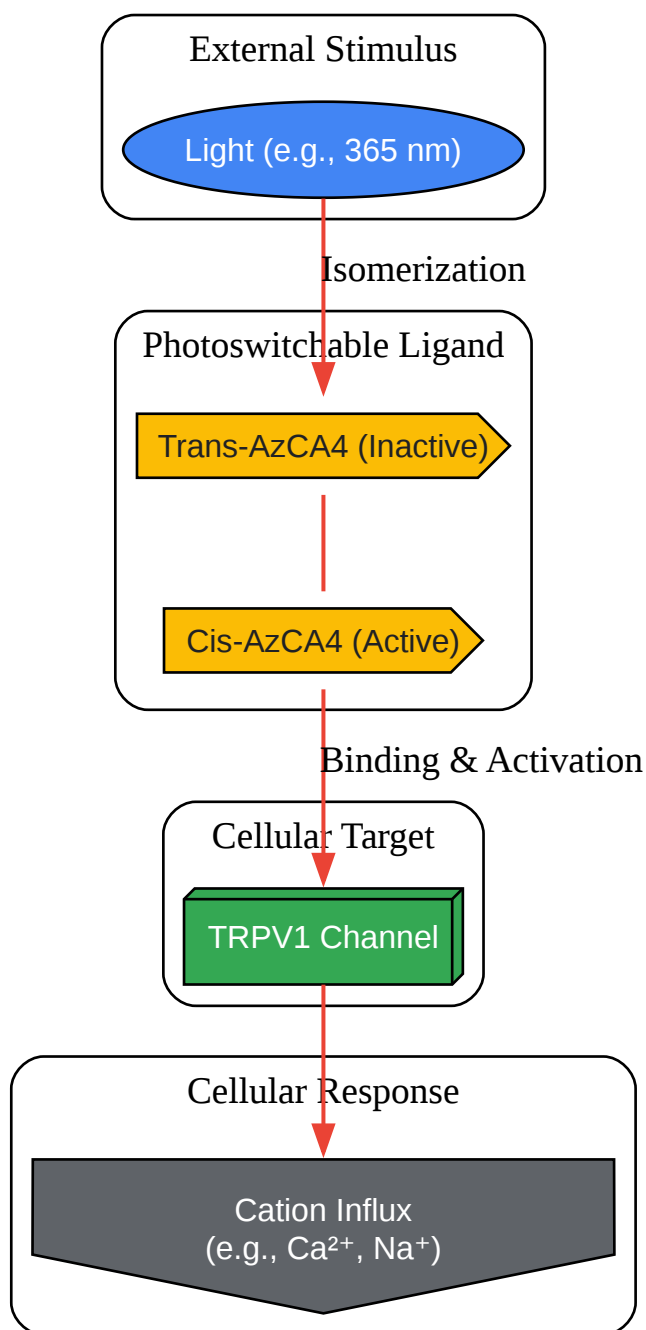 External Stimulus
Light (e.g., 365 nm)
Isomerization
Photoswitchable Ligand
Trans-AzCA4 (Inactive)
Cis-AzCA4 (Active)
Binding & Activation
Cellular Target
TRPV1 Channel
Cellular Response
Cation Influx
(e.g., Ca²⁺, Na⁺)